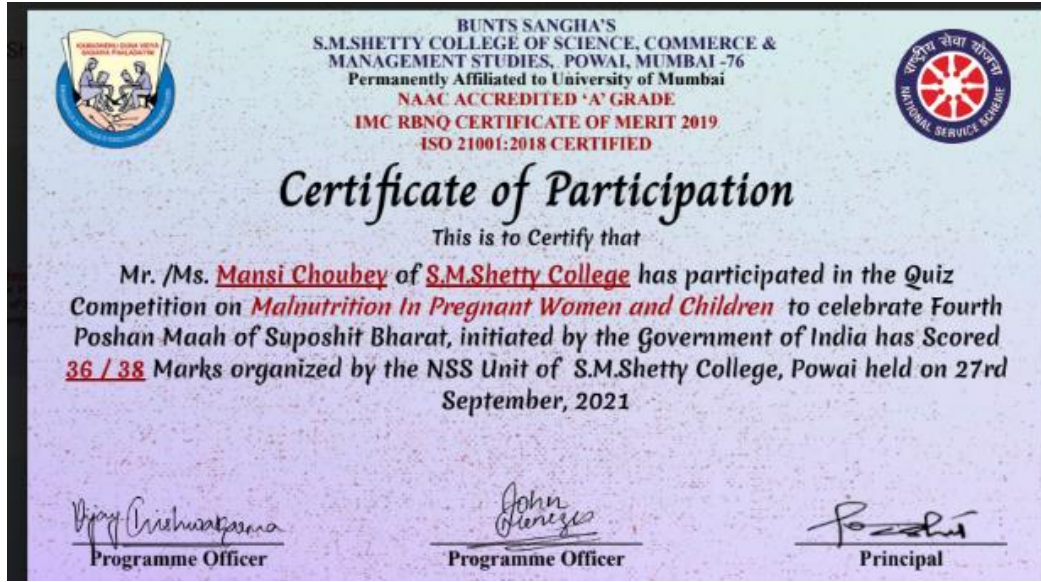 BUNTS SANGHA'S
S.M.SHETTY COLLEGE OF SCIENCE, COMMERCE &
MANAGEMENT STUDIES, POWAI, MUMBAI -76
Permanently Affiliated to University of Mumbai
NAAC ACCREDITED ‘A’ GRADE
IMC RBNQ CERTIFICATE OF MERIT 2019
ISO 21001:2018 CERTIFIED
राष्ट्रीय सेवा योजना
NATIONAL SERVICE SCHEME
Certificate of Participation
This is to Certify that
Mr. /Ms. Mansi Choubey of S.M.Shetty College has participated in the Quiz
Competition on Malnutrition In Pregnant Women and Children to celebrate Fourth
Poshan Maah of Suposhit Bharat, initiated by the Government of India has Scored
36 / 38 Marks organized by the NSS Unit of S.M.Shetty College, Powai held on 27rd
September, 2021
Programme Officer
Programme Officer
Principal